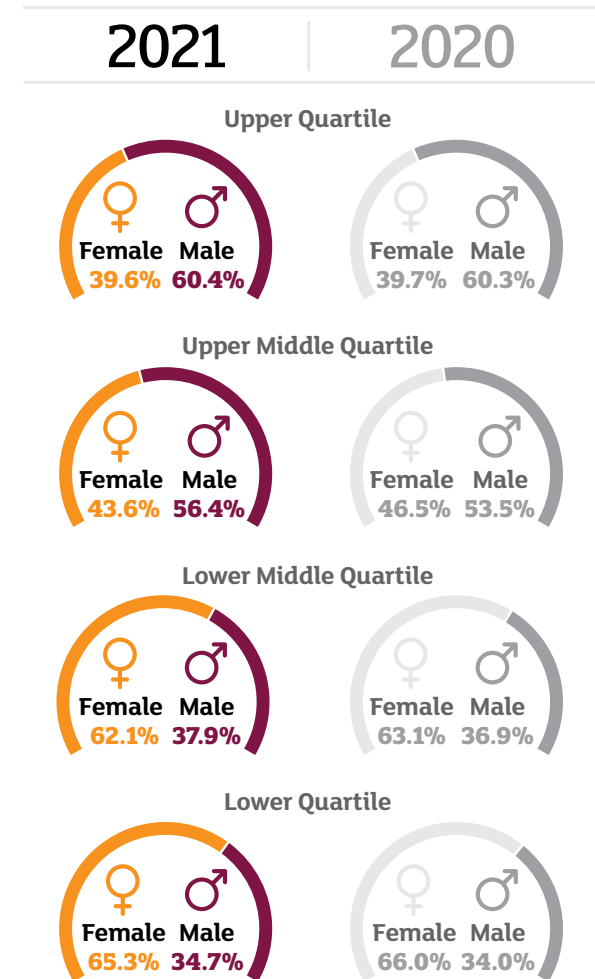 2021 2020
Upper Quartile
Female Male Female Male
39.6% 60.4% 39.7% 60.3%
Upper Middle Quartile
Female Male Female Male
43.6% 56.4% 46.5% 53.5%
Lower Middle Quartile
Female Male Female Male
62.1% 37.9% 63.1% 36.9%
Lower Quartile
Female Male Female Male
65.3% 34.7% 66.0% 34.0%